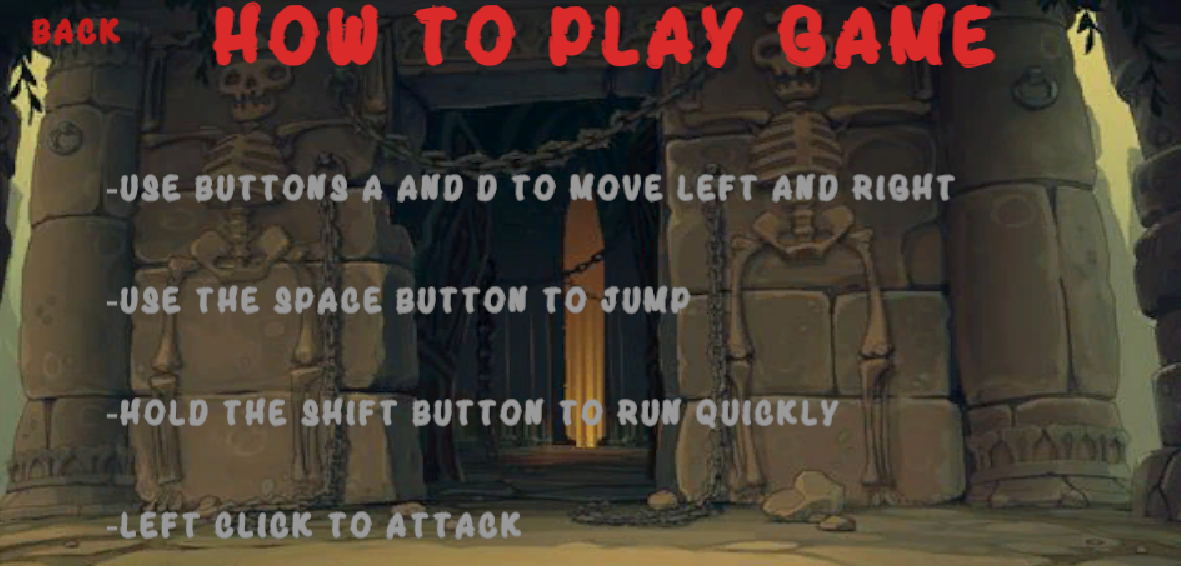 BACK
HOW TO PLAY GAME
-USE BUTTONS A AND D TO MOVE LEFT AND RIGHT
-USE THE SPACE BUTTON TO JUMP
-HOLD THE SHIFT BUTTON TO RUN QUICKLY
-LEFT CLICK TO ATTACK